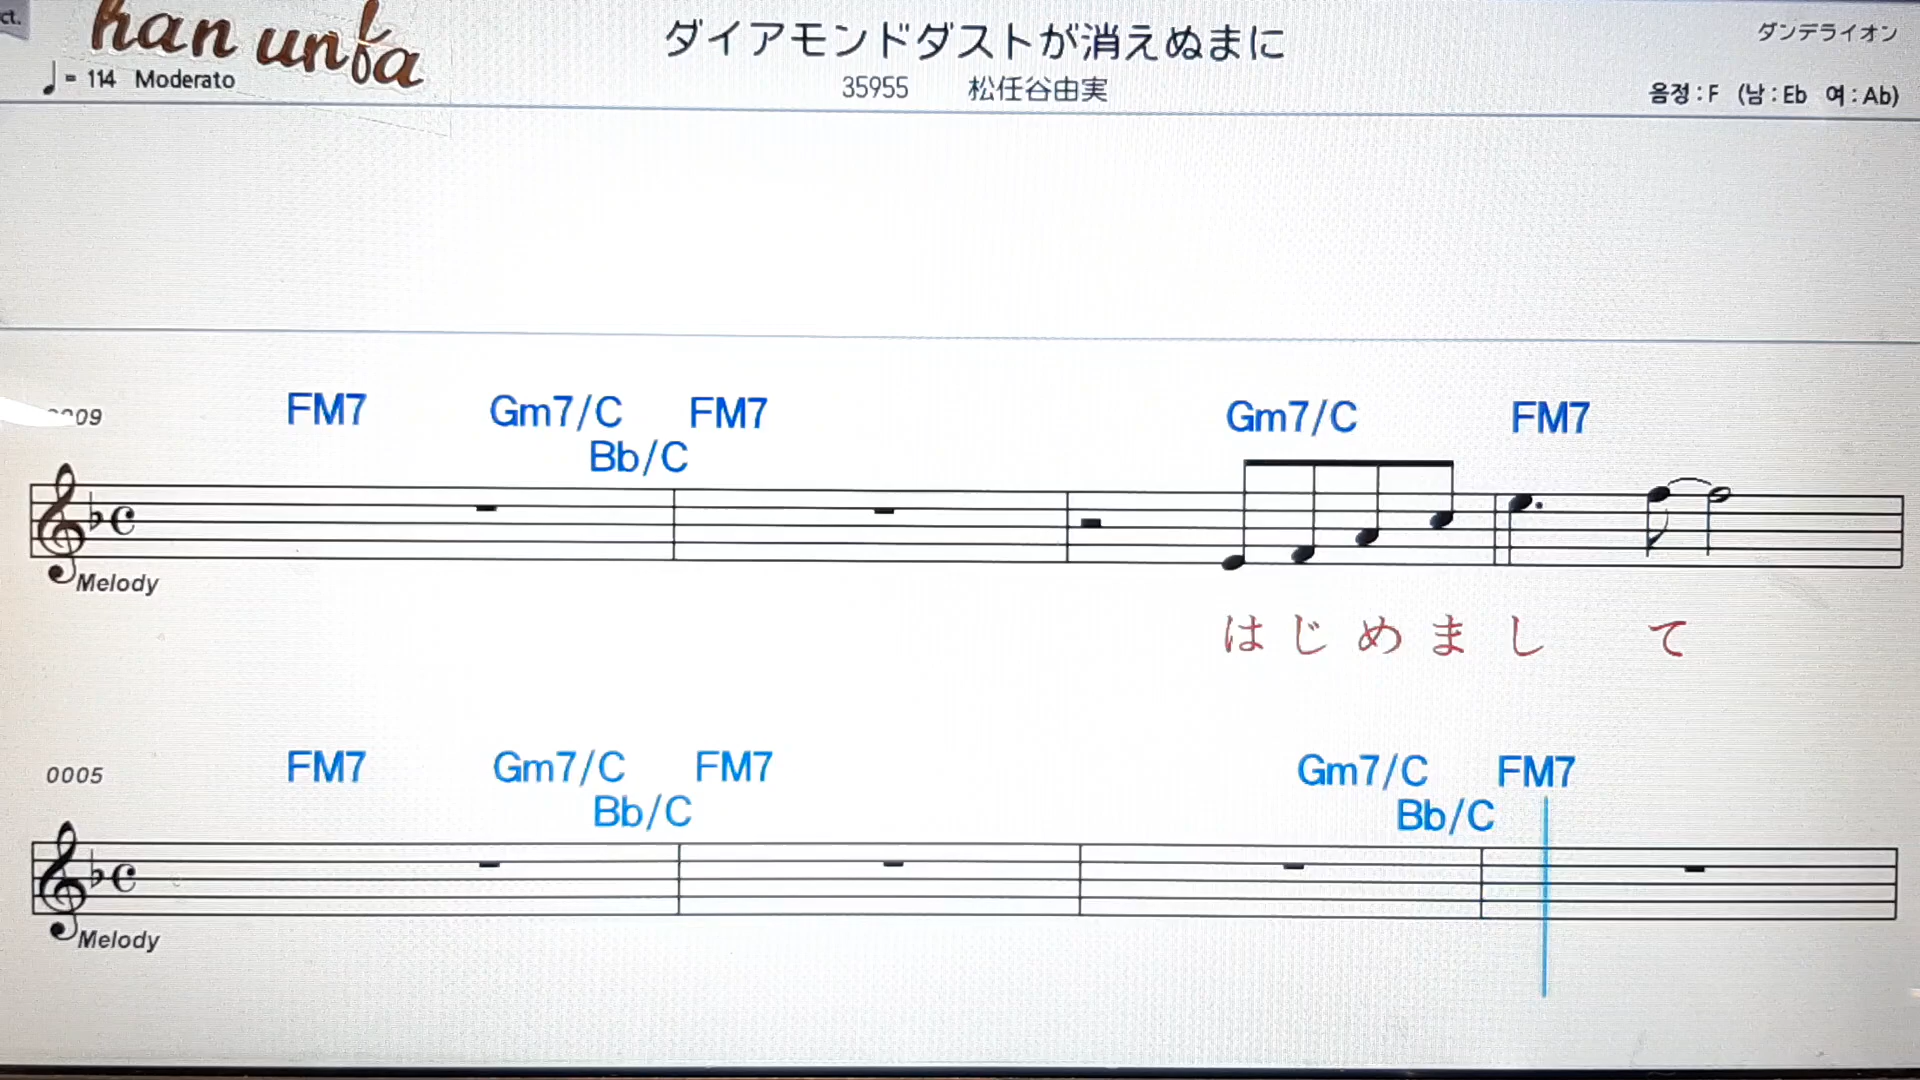 ct.
han unfa
ダイアモンドダストが消えぬまに
ダンデライオン
= 114 Moderato
35955 松任谷由実
음정 : F (남 : Eb 여 : Ab)
09 FM7 Gm7/C FM7 Gm7/C FM7
Bb/C
Melody
は じ め ま し て
0005 FM7 Gm7/C FM7 Gm7/C FM7
Bb/C Bb/C
Melody